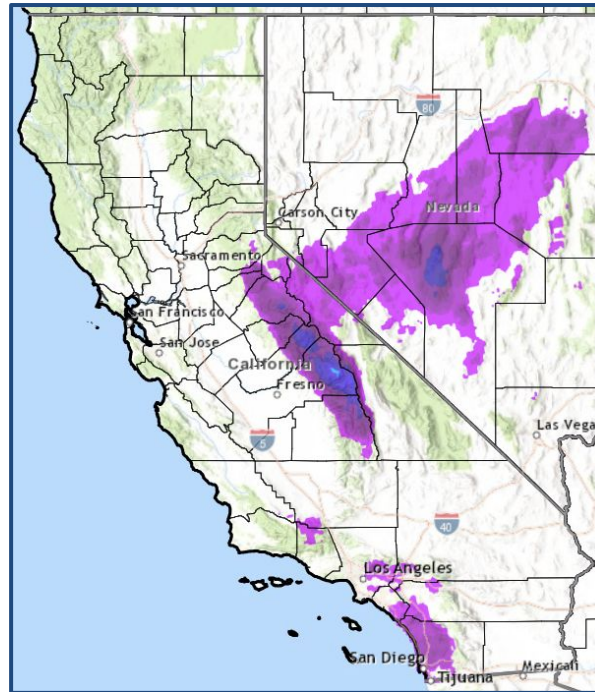 80
Carson City
Nevada
Sacramento
San Francisco
San Jose
California
Fresno
Las Vega
5
40
Los Angeles
San Diego
Tijuana
Mexicali